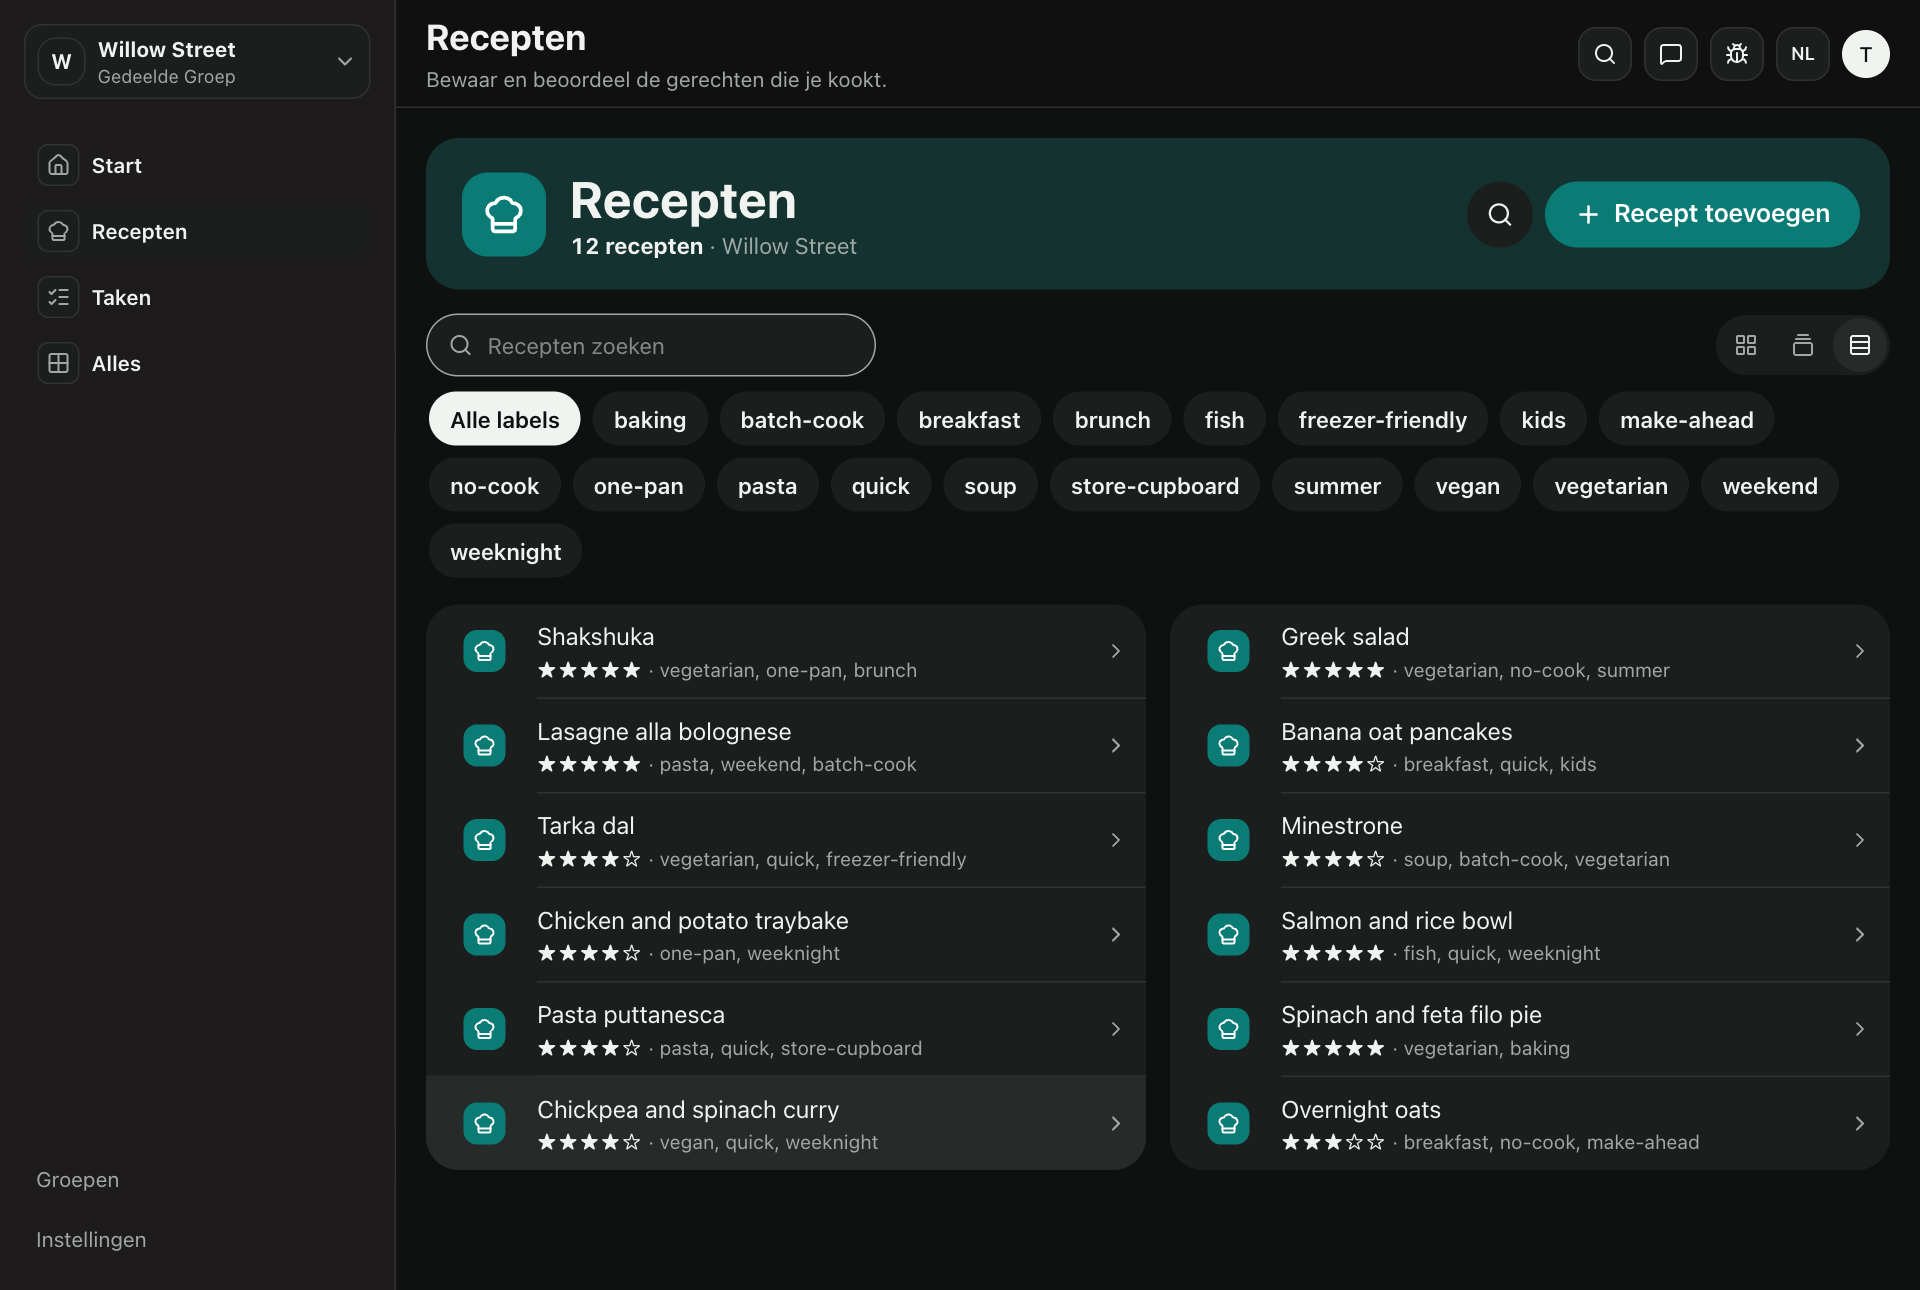 W
Willow Street
Gedeelde Groep
Start
Recepten
Taken
Alles
Groepen
Instellingen
Recepten
Bewaar en beoordeel de gerechten die je kookt.
NL
T
Recepten
12 recepten · Willow Street
Recept toevoegen
Recepten zoeken
Alle labels baking batch-cook breakfast brunch fish freezer-friendly kids make-ahead
no-cook one-pan pasta quick soup store-cupboard summer vegan vegetarian weekend
weeknight
Shakshuka
★★★★★ · vegetarian, one-pan, brunch
Lasagne alla bolognese
★★★★★ · pasta, weekend, batch-cook
Tarka dal
★★★★☆ · vegetarian, quick, freezer-friendly
Chicken and potato traybake
★★★★☆ · one-pan, weeknight
Pasta puttanesca
★★★★☆ · pasta, quick, store-cupboard
Chickpea and spinach curry
★★★★☆ · vegan, quick, weeknight
Greek salad
★★★★★ · vegetarian, no-cook, summer
Banana oat pancakes
★★★★☆ · breakfast, quick, kids
Minestrone
★★★★☆ · soup, batch-cook, vegetarian
Salmon and rice bowl
★★★★★ · fish, quick, weeknight
Spinach and feta filo pie
★★★★★ · vegetarian, baking
Overnight oats
★★★☆☆ · breakfast, no-cook, make-ahead